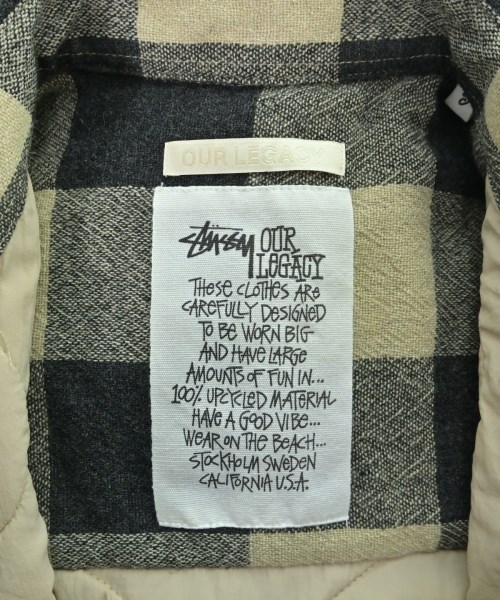 OUR LEGACY
STÜSSY OUR
LEGACY
THESE CLOTHES ARE
CAREFULLY DESIGNED
TO BE WORN BIG
AND HAVE LARGE
AMOUNTS OF FUN IN...
100% UPCYCLED MATERIAL
HAVE A GOOD VIBE...
WEAR ON THE BEACH...
STOCKHOLM SWEDEN
CALIFORNIA U.S.A.